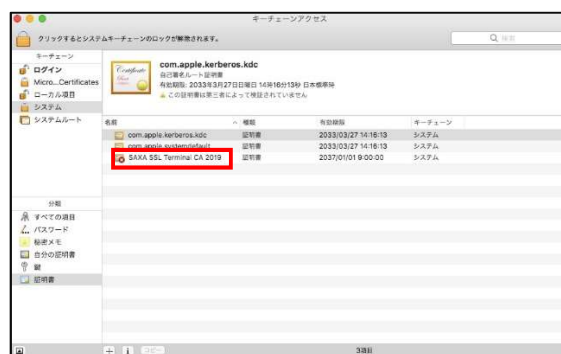 キーチェーンアクセス
クリックするとシステムキーチェーンのロックが解除されます。
検索
キーチェーン
ログイン
Micro...Certificates
ローカル項目
システム
システムルート
Certificate
com.apple.kerberos.kdc
自己署名ルート証明書
有効期限: 2033年3月27日日曜日 14時16分13秒 日本標準時
この証明書は第三者によって検証されていません
名前 種類 有効期限 キーチェーン
com.apple.kerberos.kdc 証明書 2033/03/27 14:16:13 システム
com.apple.systemdefault 証明書 2033/03/27 14:16:13 システム
SAXA SSL Terminal CA 2019 証明書 2037/01/01 9:00:00 システム
分類
すべての項目
パスワード
秘密メモ
自分の証明書
鍵
証明書
+ i コピー 3項目